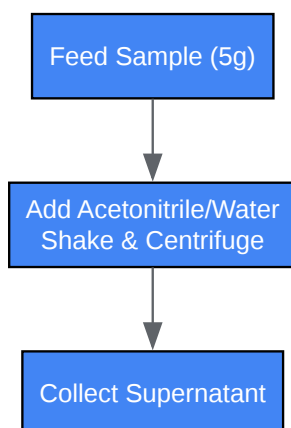 Feed Sample (5g)
Add Acetonitrile/Water
Shake & Centrifuge
Collect Supernatant